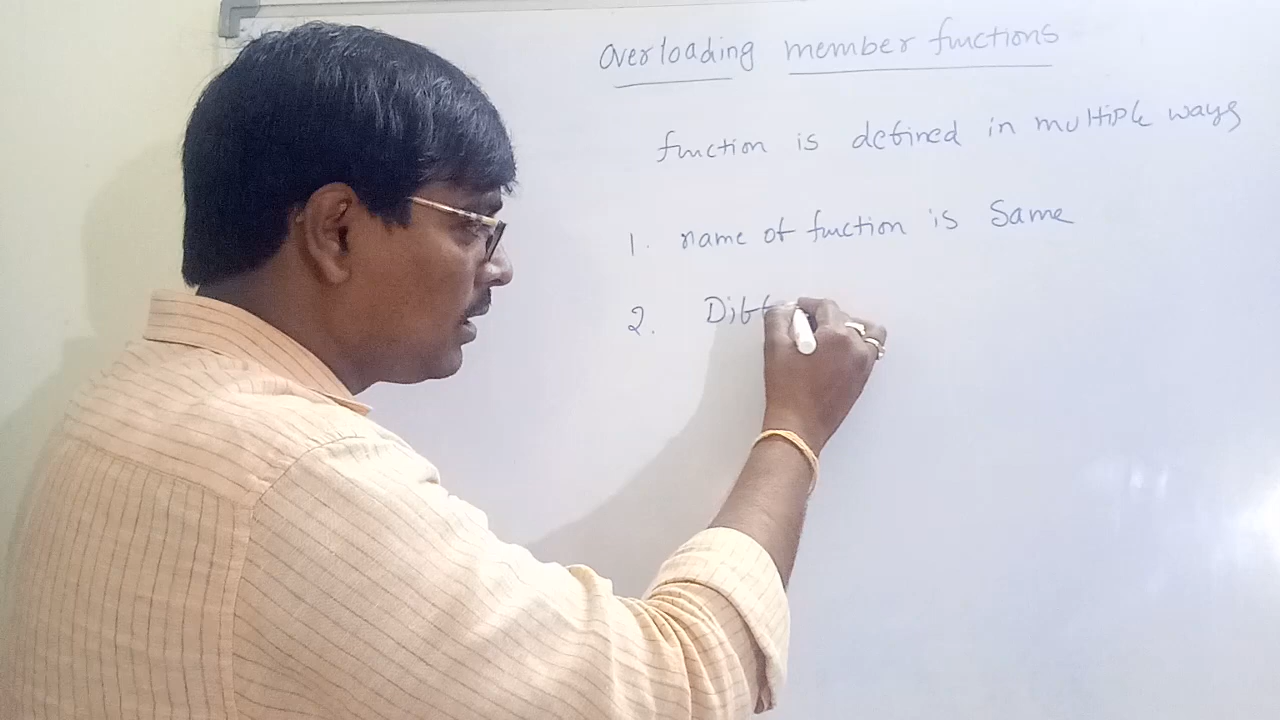 Overloading member functions
function is defined in multiple ways
1. name of function is Same
2. Diff